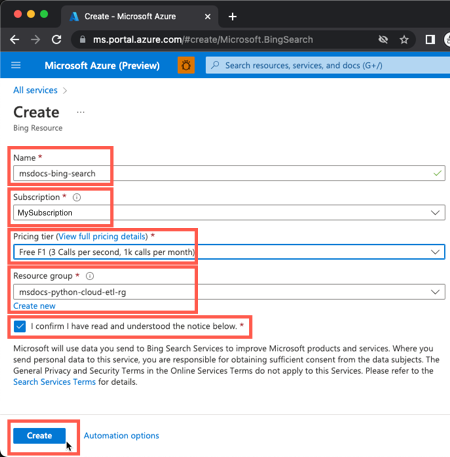 Create - Microsoft Azure
ms.portal.azure.com/#create/Microsoft.BingSearch
Microsoft Azure (Preview)
Search resources, services, and docs (G+/)
All services
Create
Bing Resource
Name *
msdocs-bing-search
Subscription *
MySubscription
Pricing tier (View full pricing details) *
Free F1 (3 Calls per second, 1k calls per month)
Resource group *
msdocs-python-cloud-etl-rg
Create new
I confirm I have read and understood the notice below. *
Microsoft will use data you send to Bing Search Services to improve Microsoft products and services. Where you
send personal data to this service, you are responsible for obtaining sufficient consent from the data subjects. The
General Privacy and Security Terms in the Online Services Terms do not apply to this Services. Please refer to the
Search Services Terms for details.
Create
Automation options